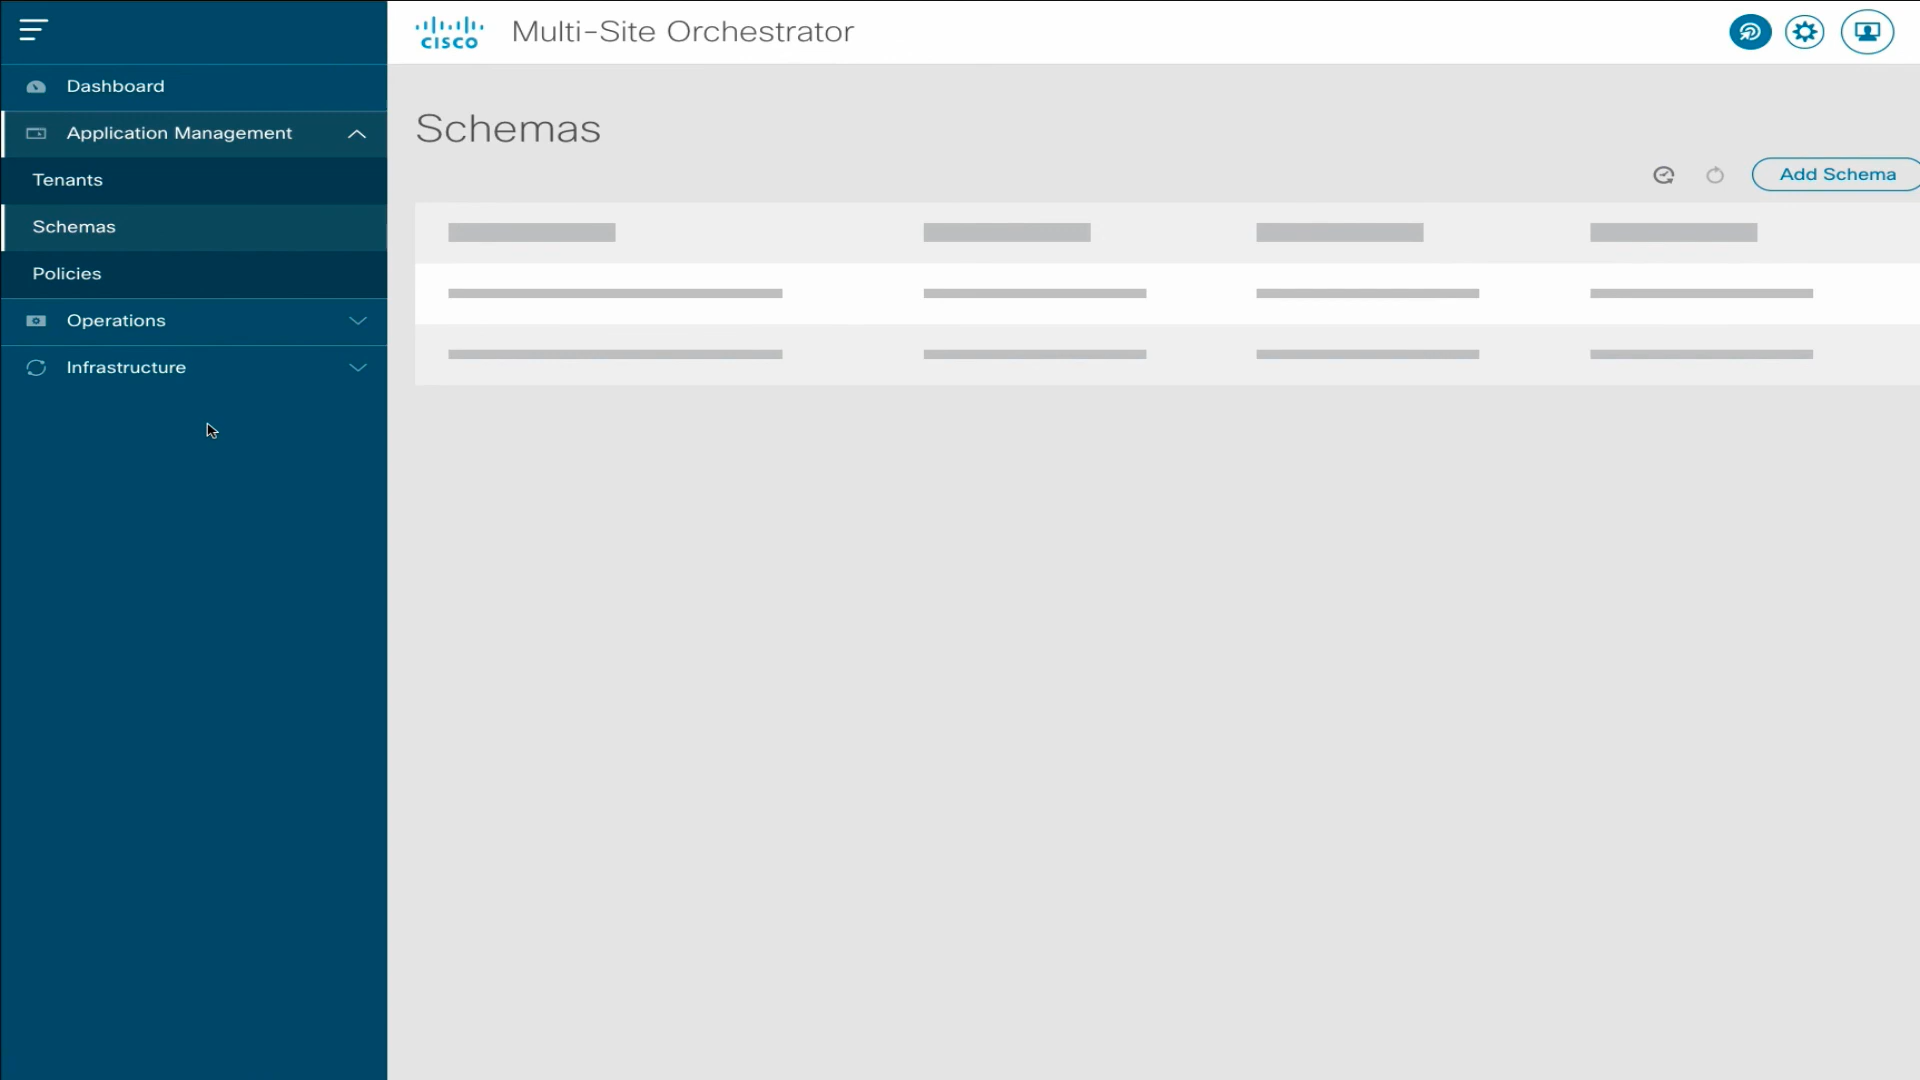 CISCO
Multi-Site Orchestrator
Dashboard
Application Management
Tenants
Schemas
Policies
Operations
Infrastructure
Schemas
Add Schema